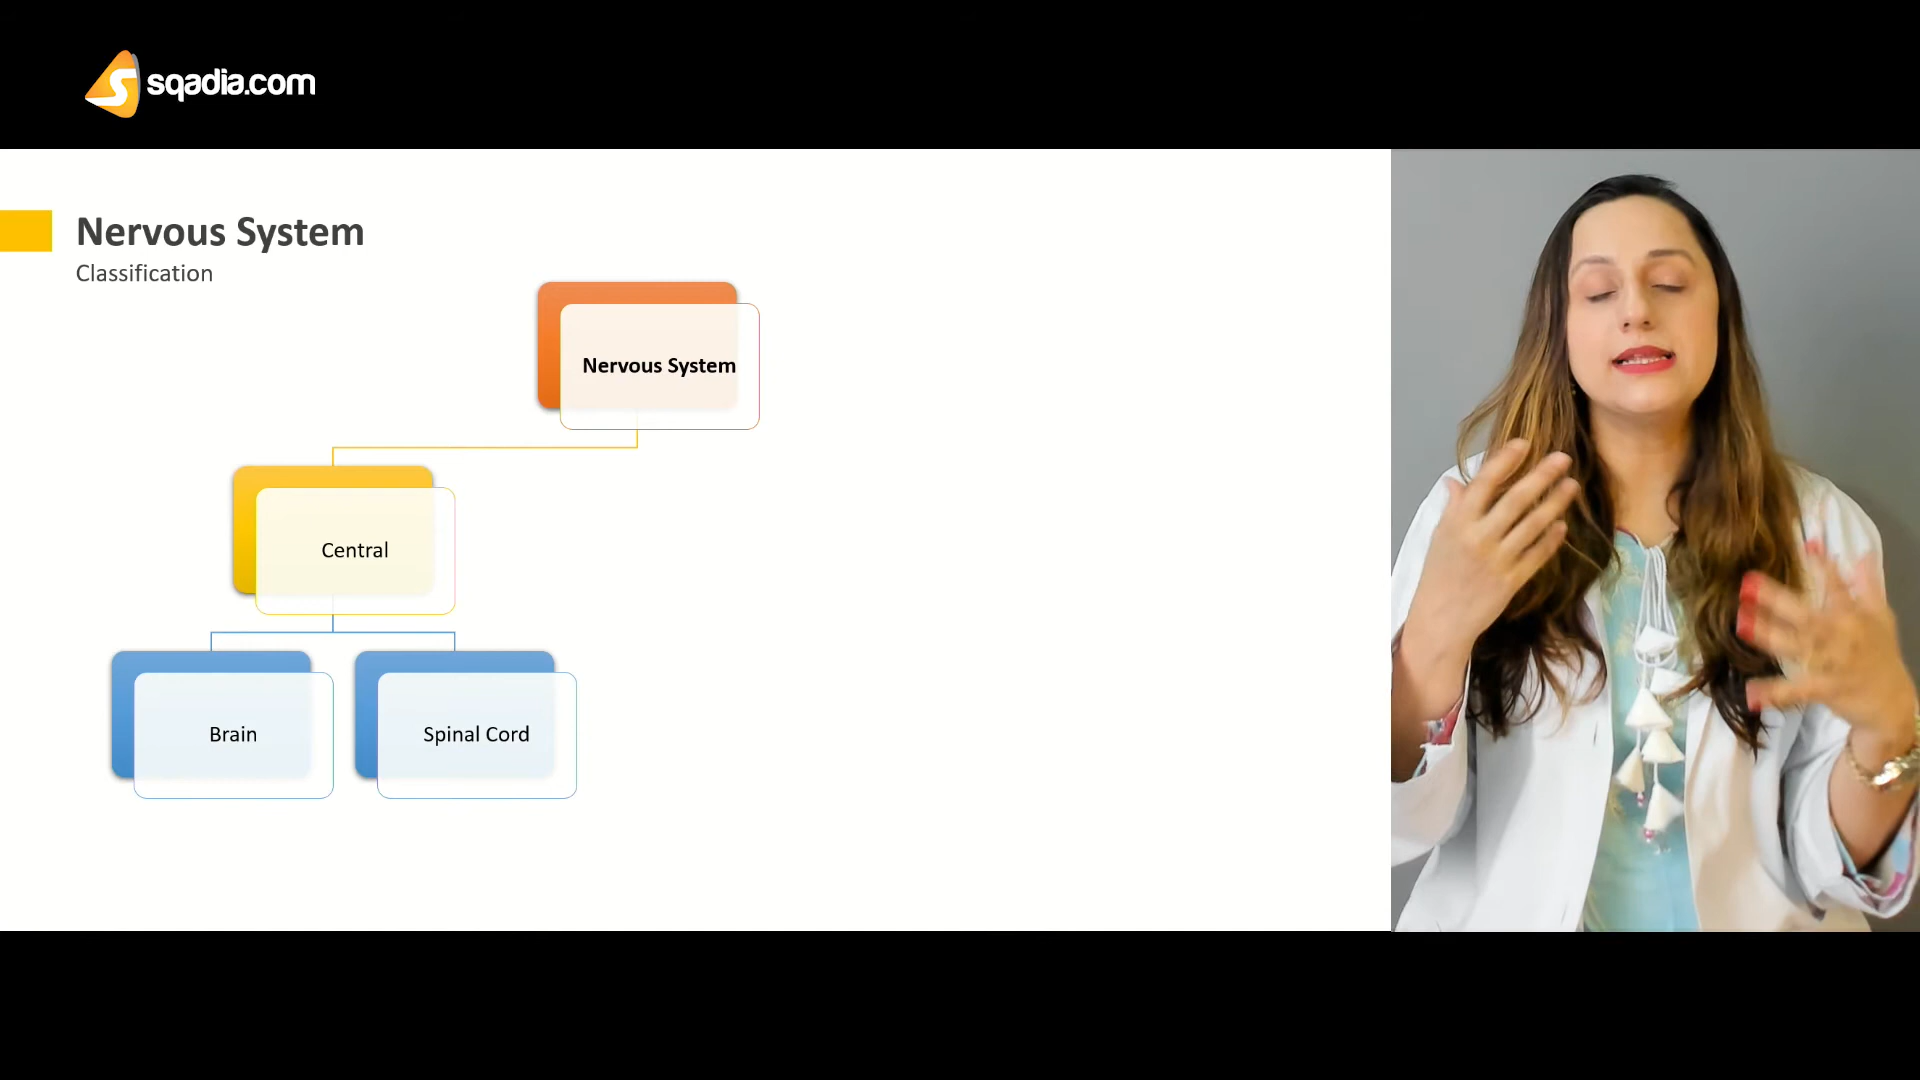 sqadia.com
Nervous System
Classification
Nervous System
Central
Brain
Spinal Cord